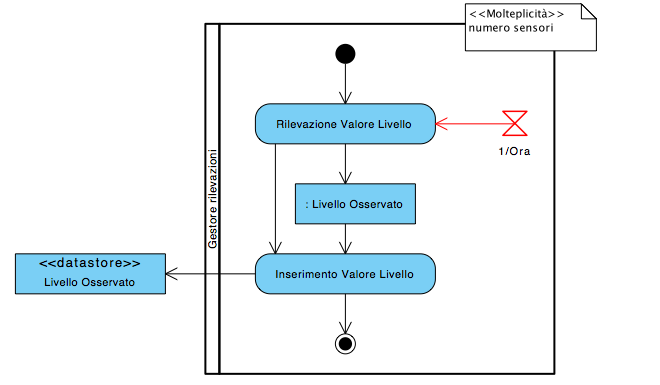 <<Molteplicità>>
numero sensori
Rilevazione Valore Livello
1/Ora
Gestore rilevazioni
: Livello Osservato
<<datastore>>
Livello Osservato
Inserimento Valore Livello